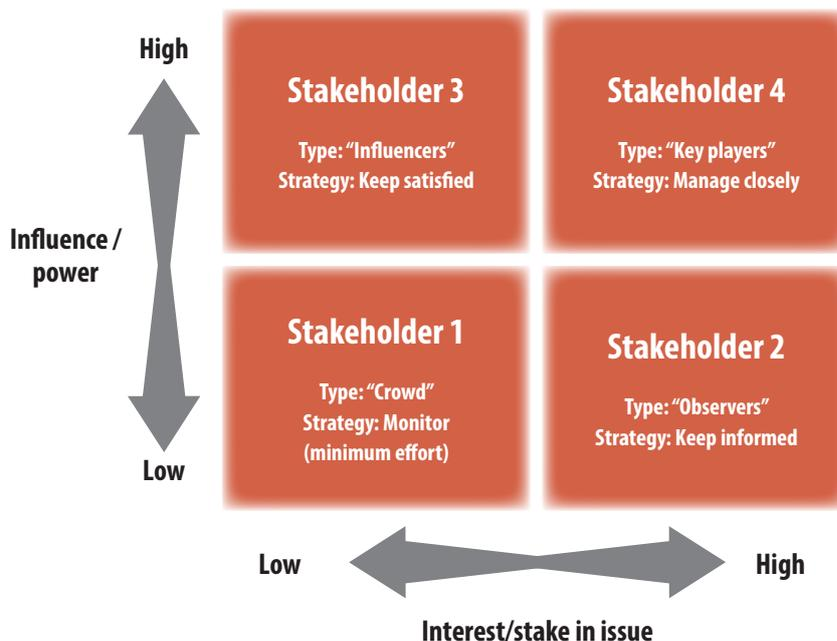 High
Stakeholder 3
Type: “Influencers”
Strategy: Keep satisfied
Stakeholder 4
Type: “Key players”
Strategy: Manage closely
Influence /
power
Stakeholder 1
Type: “Crowd”
Strategy: Monitor
(minimum effort)
Stakeholder 2
Type: “Observers”
Strategy: Keep informed
Low
Low
High
Interest/stake in issue